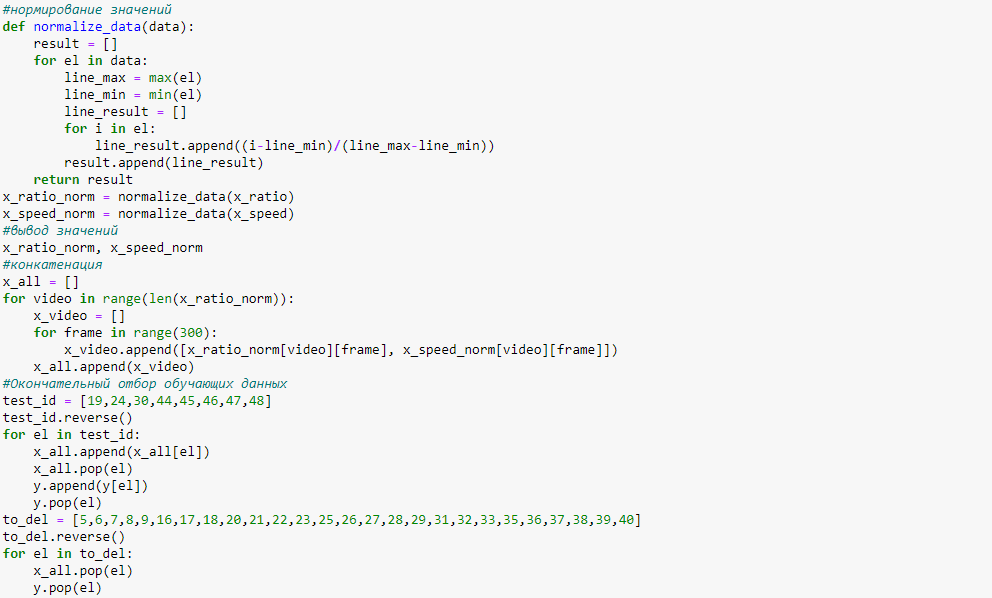 #нормирование значений
def normalize_data(data):
    result = []
    for el in data:
        line_max = max(el)
        line_min = min(el)
        line_result = []
        for i in el:
            line_result.append((i-line_min)/(line_max-line_min))
        result.append(line_result)
    return result
x_ratio_norm = normalize_data(x_ratio)
x_speed_norm = normalize_data(x_speed)
#вывод значений
x_ratio_norm, x_speed_norm
#конкатенация
x_all = []
for video in range(len(x_ratio_norm)):
    x_video = []
    for frame in range(300):
        x_video.append([x_ratio_norm[video][frame], x_speed_norm[video][frame]])
    x_all.append(x_video)
#Окончательный отбор обучающих данных
test_id = [19,24,30,44,45,46,47,48]
test_id.reverse()
for el in test_id:
    x_all.append(x_all[el])
    x_all.pop(el)
    y.append(y[el])
    y.pop(el)
to_del = [5,6,7,8,9,16,17,18,20,21,22,23,25,26,27,28,29,31,32,33,35,36,37,38,39,40]
to_del.reverse()
for el in to_del:
    x_all.pop(el)
    y.pop(el)